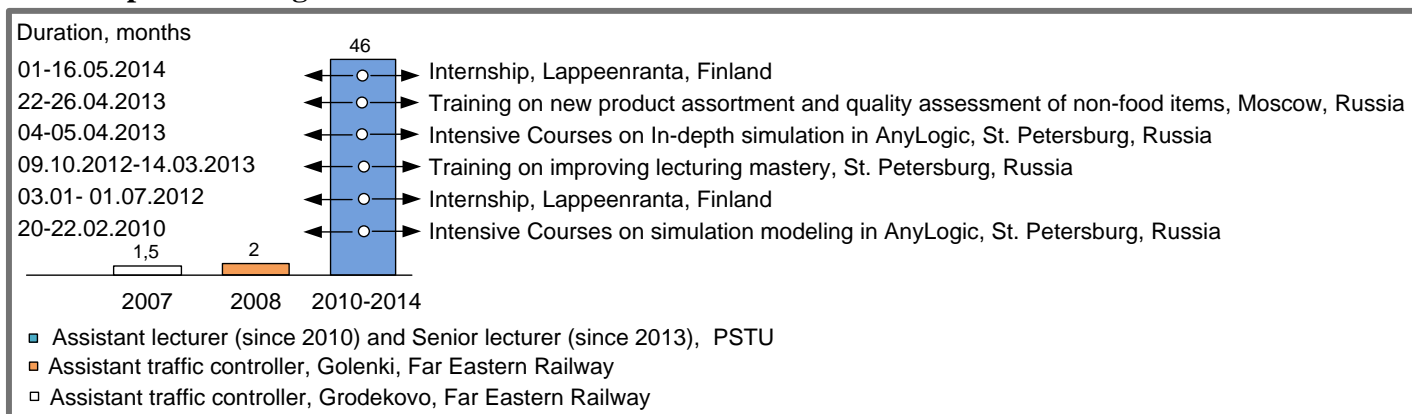 Duration, months
46
01-16.05.2014 Internship, Lappeenranta, Finland
22-26.04.2013 Training on new product assortment and quality assessment of non-food items, Moscow, Russia
04-05.04.2013 Intensive Courses on In-depth simulation in AnyLogic, St. Petersburg, Russia
09.10.2012-14.03.2013 Training on improving lecturing mastery, St. Petersburg, Russia
03.01- 01.07.2012 Internship, Lappeenranta, Finland
20-22.02.2010 Intensive Courses on simulation modeling in AnyLogic, St. Petersburg, Russia
1,5 2
2007 2008 2010-2014
Assistant lecturer (since 2010) and Senior lecturer (since 2013), PSTU
Assistant traffic controller, Golenki, Far Eastern Railway
Assistant traffic controller, Grodekovo, Far Eastern Railway